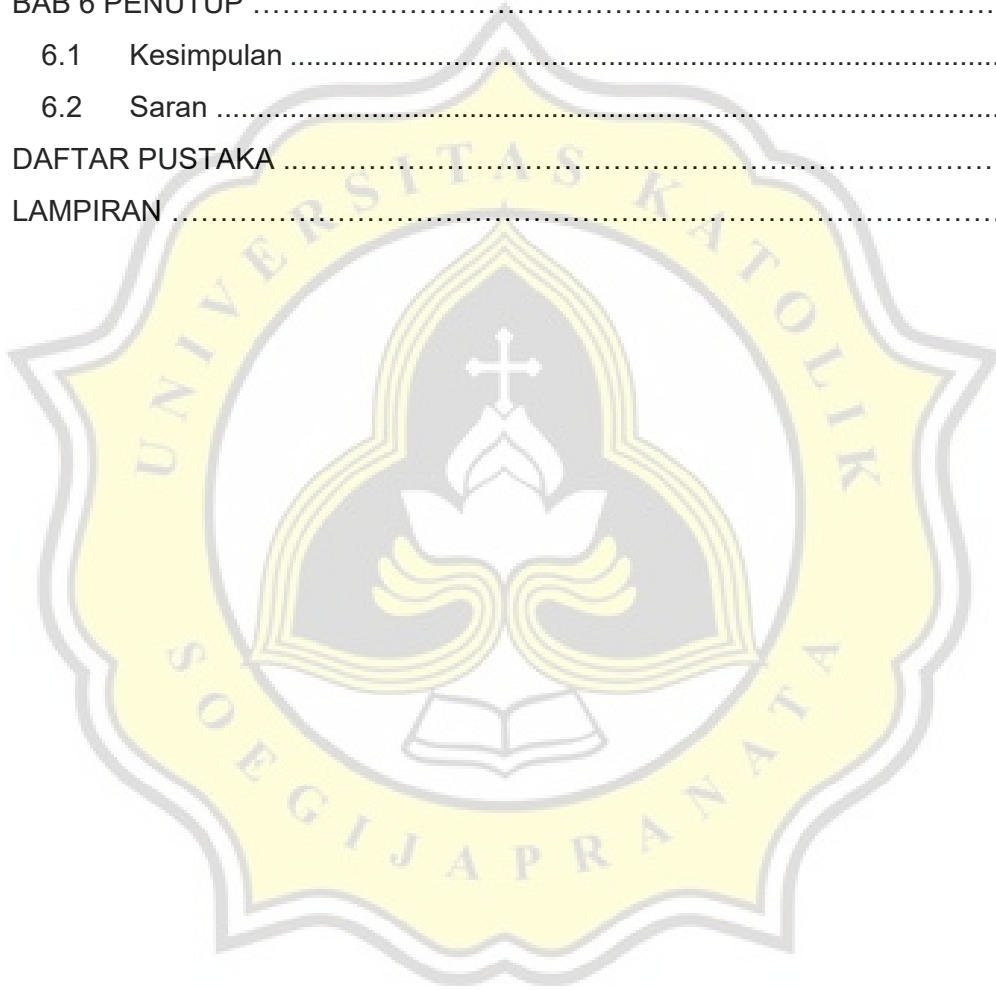 BAB 6 PENUTUP ................................................................
6.1 Kesimpulan ................................................................
6.2 Saran ................................................................
DAFTAR PUSTAKA ................................................................
LAMPIRAN ................................................................
UNIVERSITAS KATOLIK
SOEGIJAPRANATA